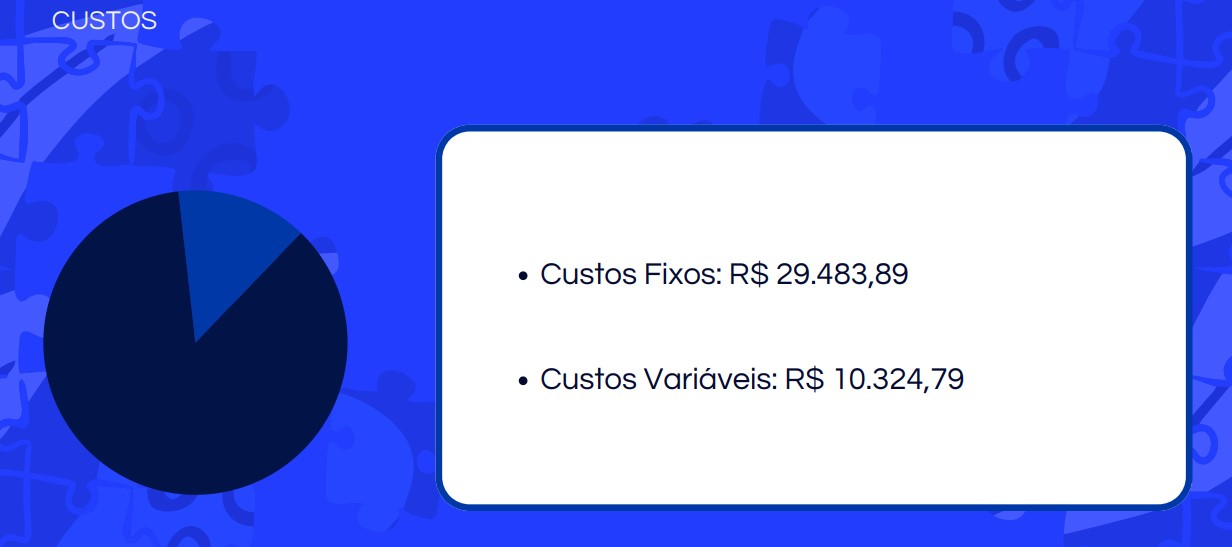 CUSTOS
• Custos Fixos: R$ 29.483,89
• Custos Variáveis: R$ 10.324,79